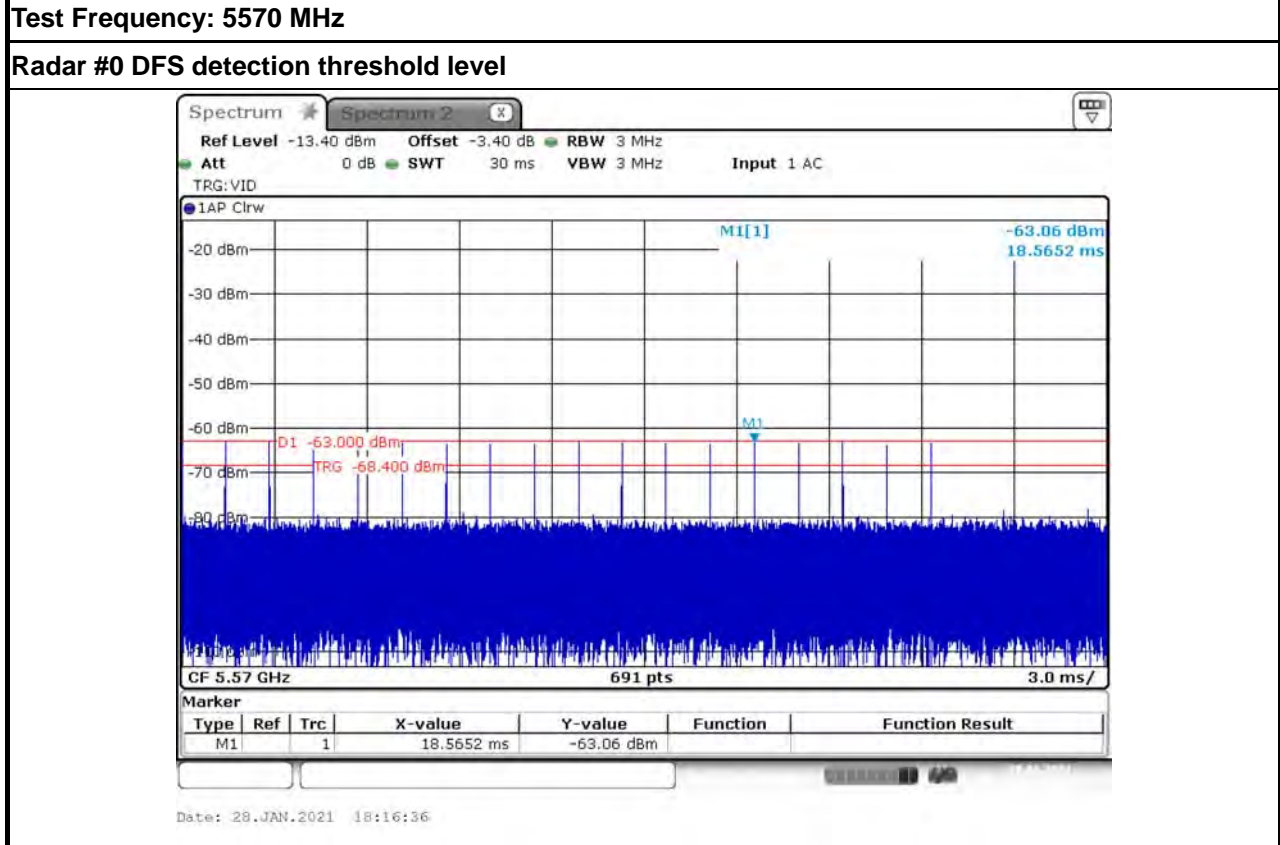 Test Frequency: 5570 MHz
Radar #0 DFS detection threshold level
Spectrum Spectrum 2 X
Ref Level -13.40 dBm Offset -3.40 dB RBW 3 MHz
Att 0 dB SWT 30 ms VBW 3 MHz Input 1 AC
TRG:VID
1AP Clrw
M1[1] -63.06 dBm
18.5652 ms
-20 dBm
-30 dBm
-40 dBm
-50 dBm
-60 dBm
M1
D1 -63.000 dBm
TRG -68.400 dBm
-70 dBm
-80 dBm
CF 5.57 GHz 691 pts 3.0 ms/
Marker
Type Ref Trc X-value Y-value Function Function Result
M1 1 18.5652 ms -63.06 dBm
Date: 28.JAN.2021 18:16:36